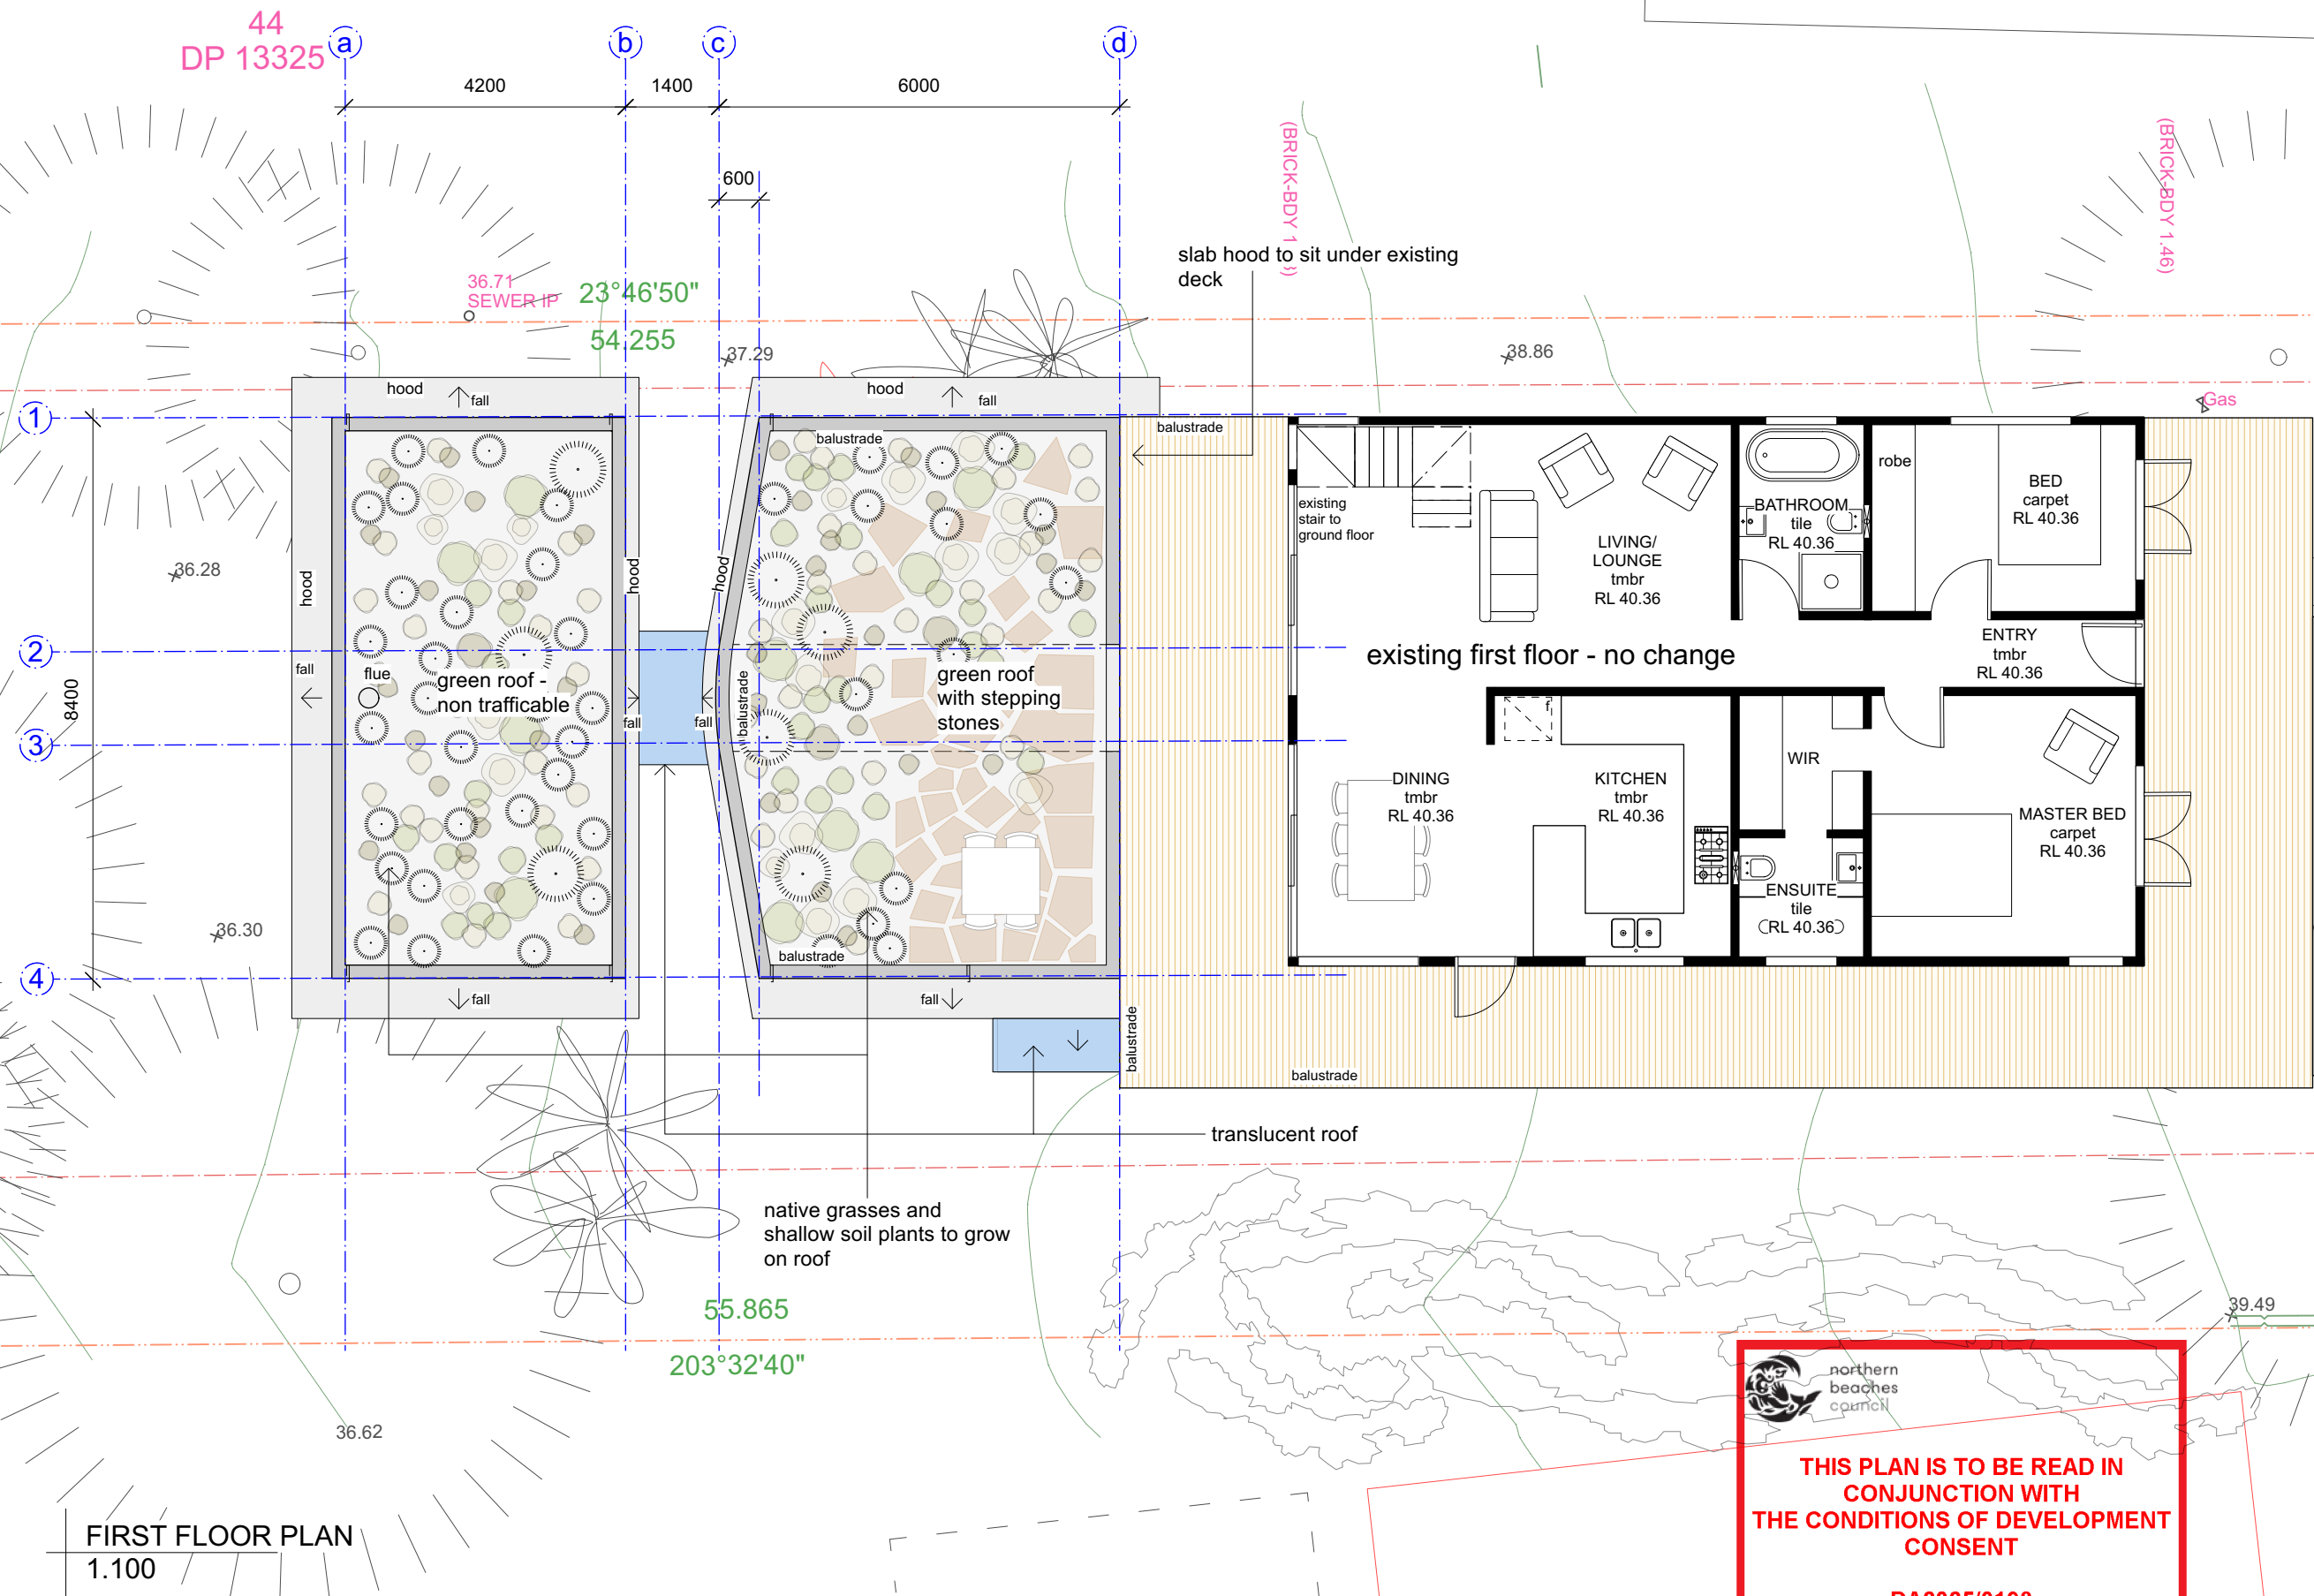 44
DP 13325
a
b
c
d
4200
1400
6000
600
(BRICK-BDY 1
(BRICK-BDY 1.46)
slab hood to sit under existing
deck
36.71
SEWER IP
23°46'50"
54.255
37.29
38.86
Gas
hood
fall
hood
fall
1
balustrade
balustrade
existing
stair to
ground floor
LIVING/
LOUNGE
tmbr
RL 40.36
BATHROOM
tile
RL 40.36
robe
BED
carpet
RL 40.36
36.28
hood
hood
hood
2
ENTRY
tmbr
RL 40.36
existing first floor - no change
fall
flue
green roof -
non trafficable
fall
fall
balustrade
green roof
with stepping
stones
f
8400
3
WIR
DINING
tmbr
RL 40.36
KITCHEN
tmbr
RL 40.36
MASTER BED
carpet
RL 40.36
ENSUITE
tile
RL 40.36
36.30
balustrade
4
fall
fall
balustrade
balustrade
translucent roof
native grasses and
shallow soil plants to grow
on roof
55.865
203°32'40"
39.49
36.62
northern
beaches
council
THIS PLAN IS TO BE READ IN
CONJUNCTION WITH
THE CONDITIONS OF DEVELOPMENT
CONSENT
FIRST FLOOR PLAN
1.100